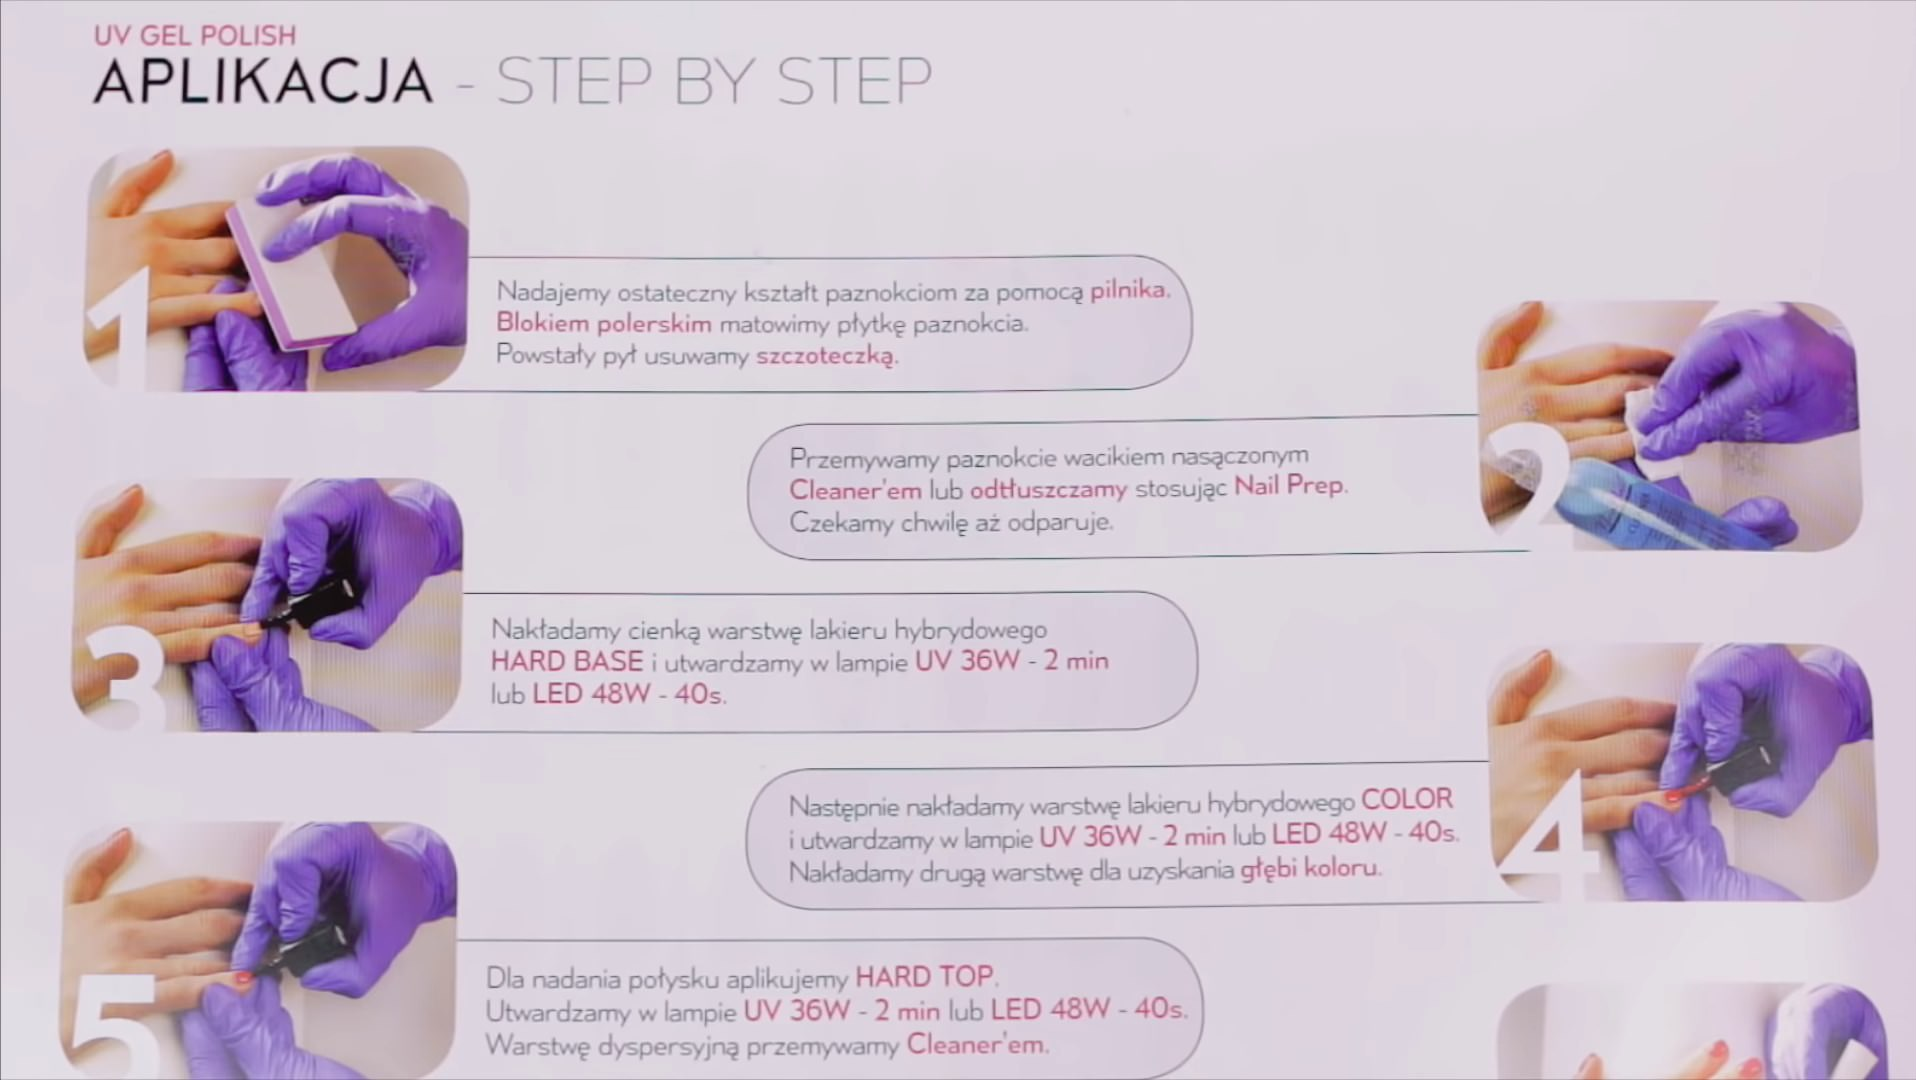 UV GEL POLISH
APLIKACJA - STEP BY STEP
1
Nadajemy ostateczny kształt paznokciom za pomocą pilnika.
Blokiem polerskim matowimy płytkę paznokcia.
Powstały pył usuwamy szczoteczką.
2
Przemywamy paznokcie wacikiem nasączonym
Cleaner'em lub odtłuszczamy stosując Nail Prep.
Czekamy chwilę aż odparuje.
3
Nakładamy cienką warstwę lakieru hybrydowego
HARD BASE i utwardzamy w lampie UV 36W - 2 min
lub LED 48W - 40s.
4
Następnie nakładamy warstwę lakieru hybrydowego COLOR
i utwardzamy w lampie UV 36W - 2 min lub LED 48W - 40s.
Nakładamy drugą warstwę dla uzyskania głębi koloru.
5
Dla nadania połysku aplikujemy HARD TOP.
Utwardzamy w lampie UV 36W - 2 min lub LED 48W - 40s.
Warstwę dyspersyjną przemywamy Cleaner'em.